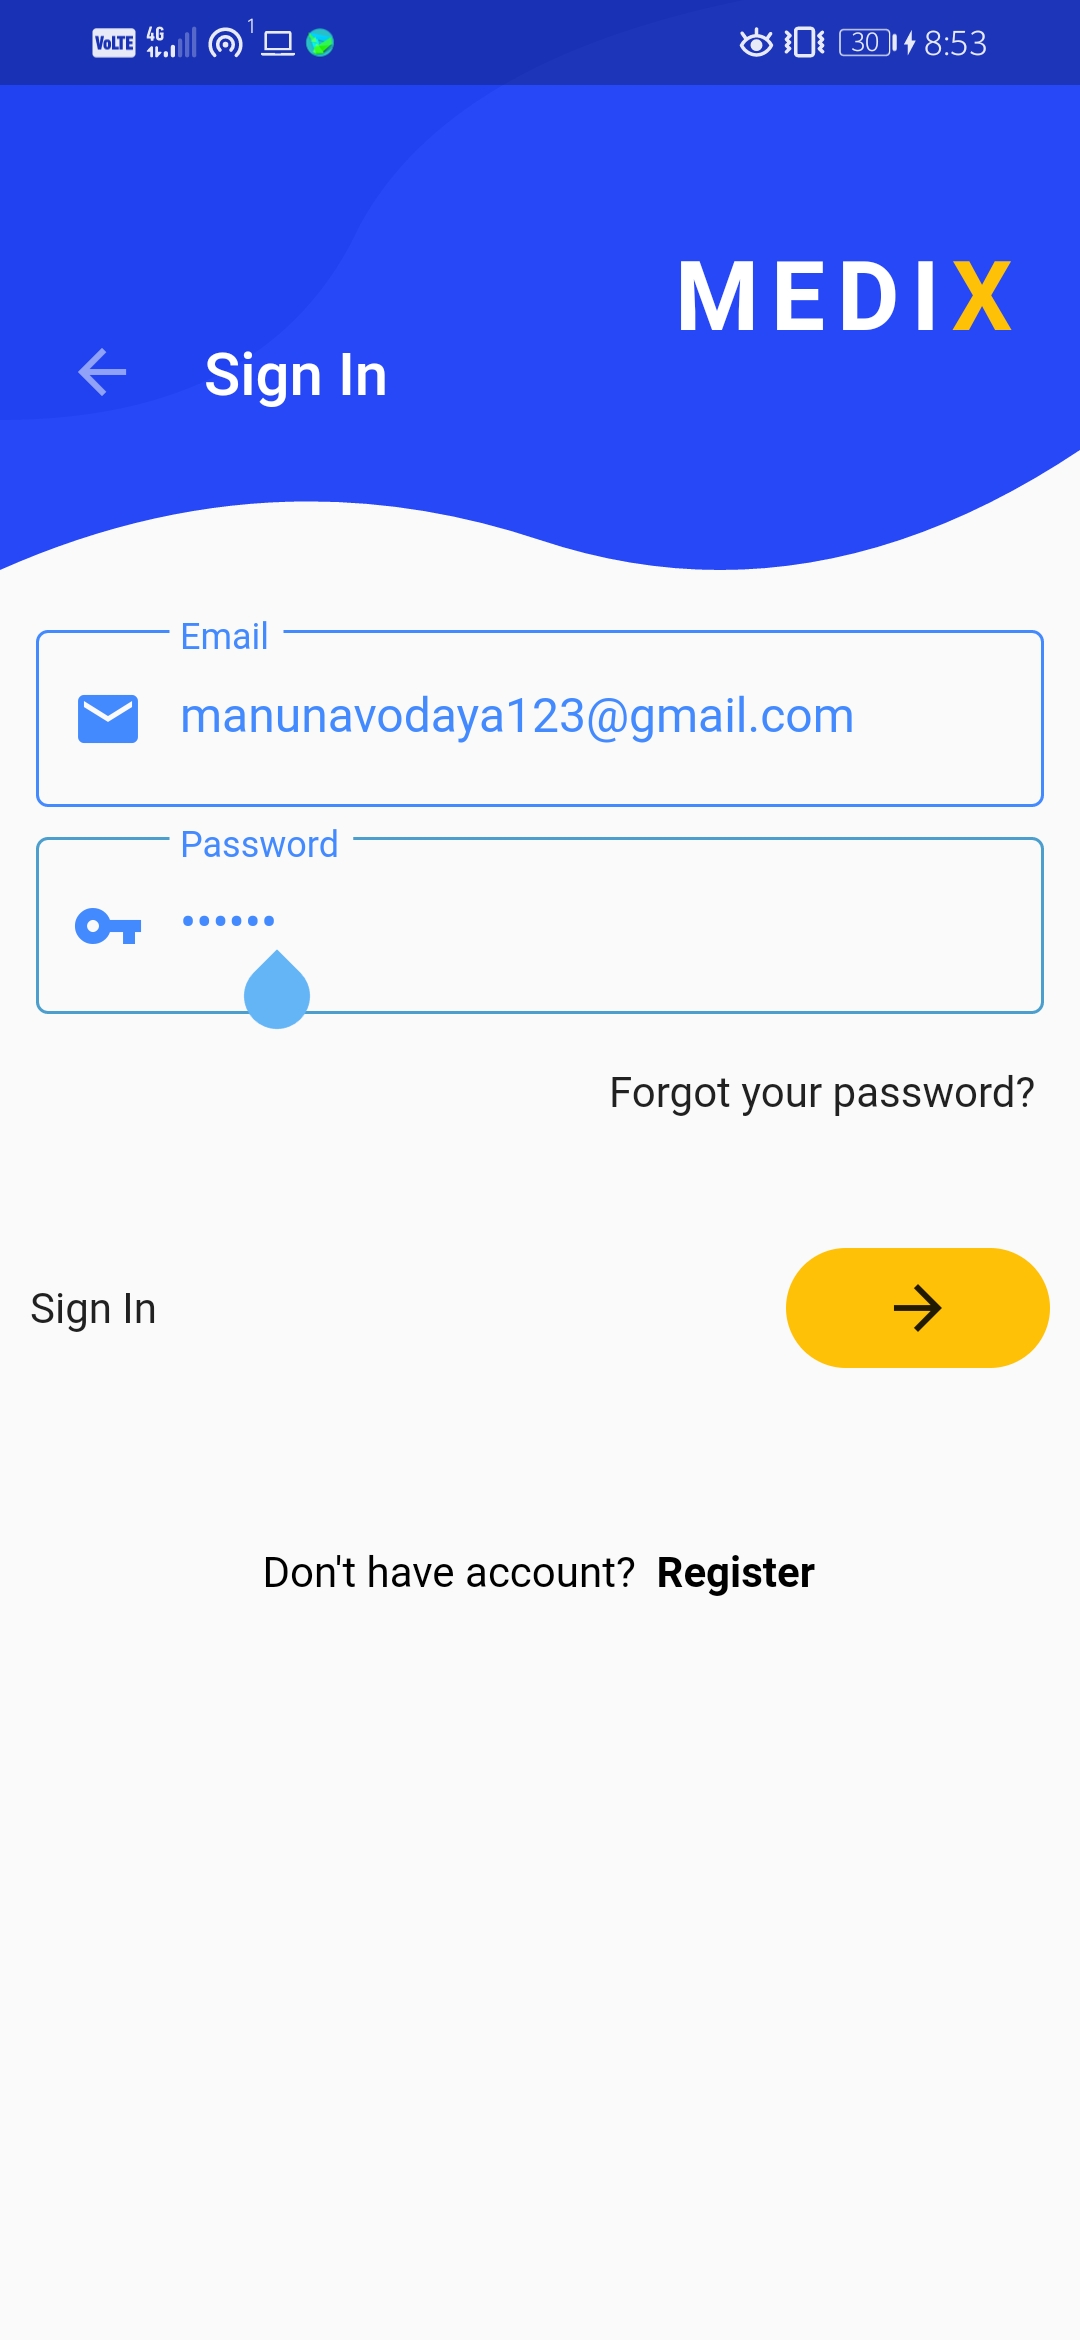 VoLTE 4G 1 30 8:53
MEDIX
Sign In
Email
manunavodaya123@gmail.com
Password
••••••
Forgot your password?
Sign In
Don't have account? Register